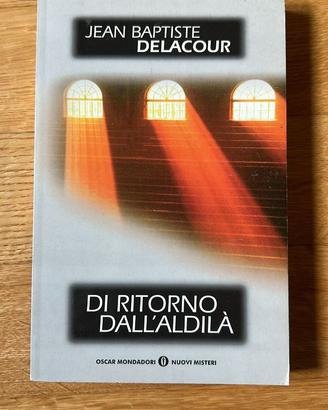 JEAN BAPTISTE
DELACOUR
DI RITORNO
DALL'ALDILÀ
OSCAR MONDADORI NUOVI MISTERI